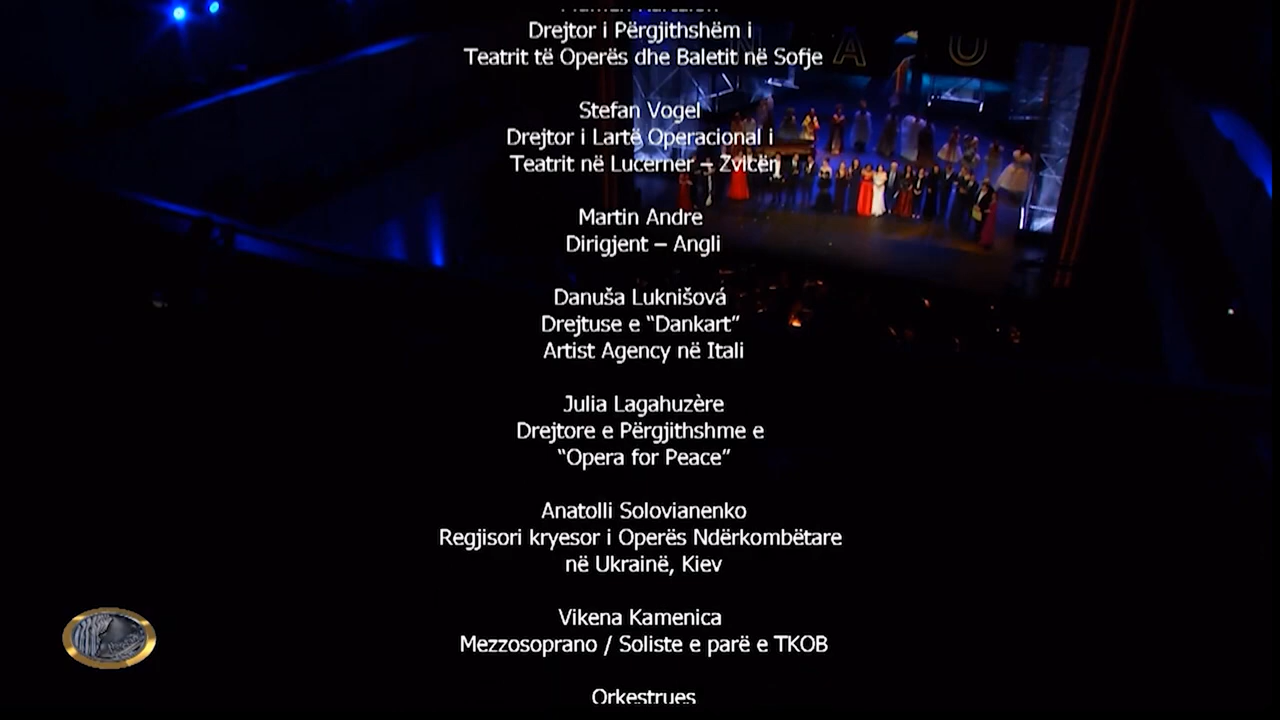 Drejtor i Përgjithshëm i
Teatrit të Operës dhe Baletit në Sofje
Stefan Vogel
Drejtor i Lartë Operacional i
Teatrit në Lucerner – Zvicër
Martin Andre
Dirigjent – Angli
Danuša Luknišová
Drejtuse e “Dankart”
Artist Agency në Itali
Julia Lagahuzère
Drejtore e Përgjithshme e
“Opera for Peace”
Anatolli Solovianenko
Regjisori kryesor i Operës Ndërkombëtare
në Ukrainë, Kiev
Vikena Kamenica
Mezzosoprano / Soliste e parë e TKOB
Orkestrues